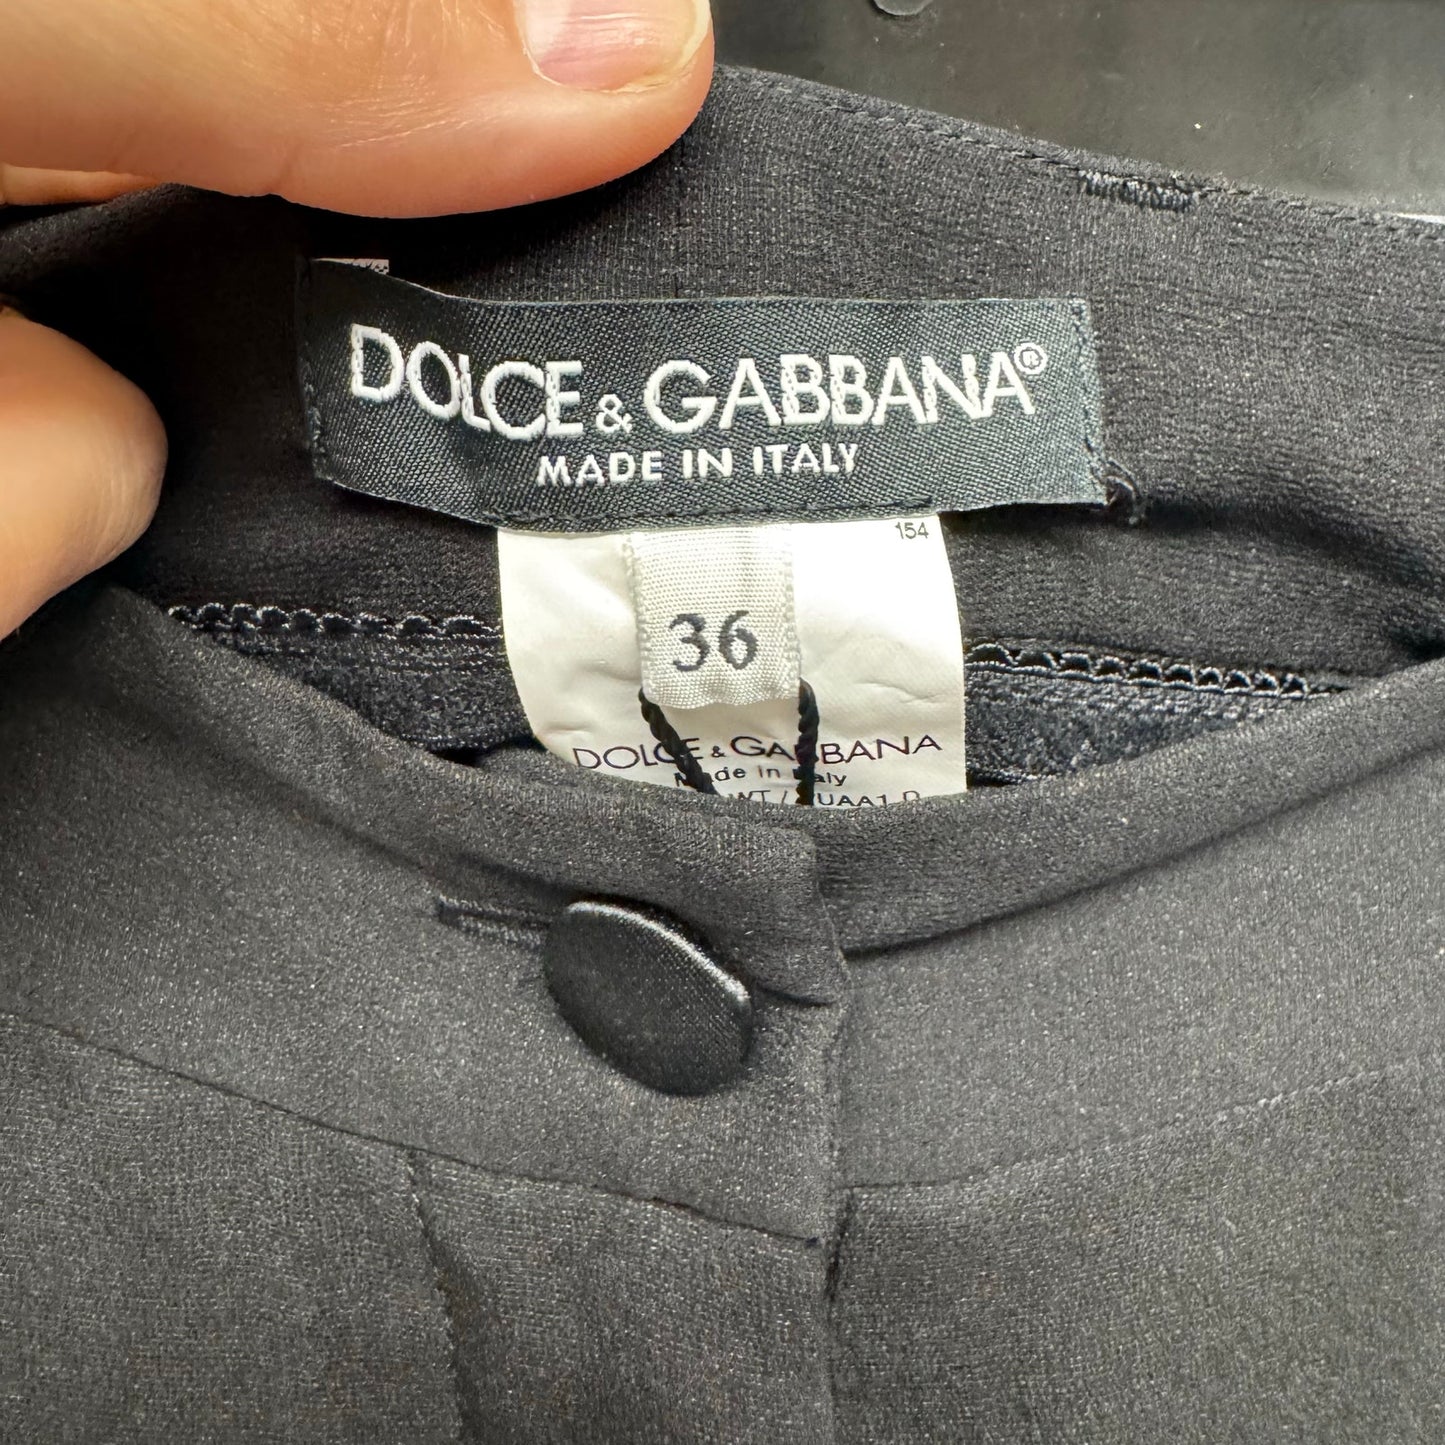 DOLCE & GABBANA®
MADE IN ITALY
154
36
DOLCE & GABBANA
Made in Italy